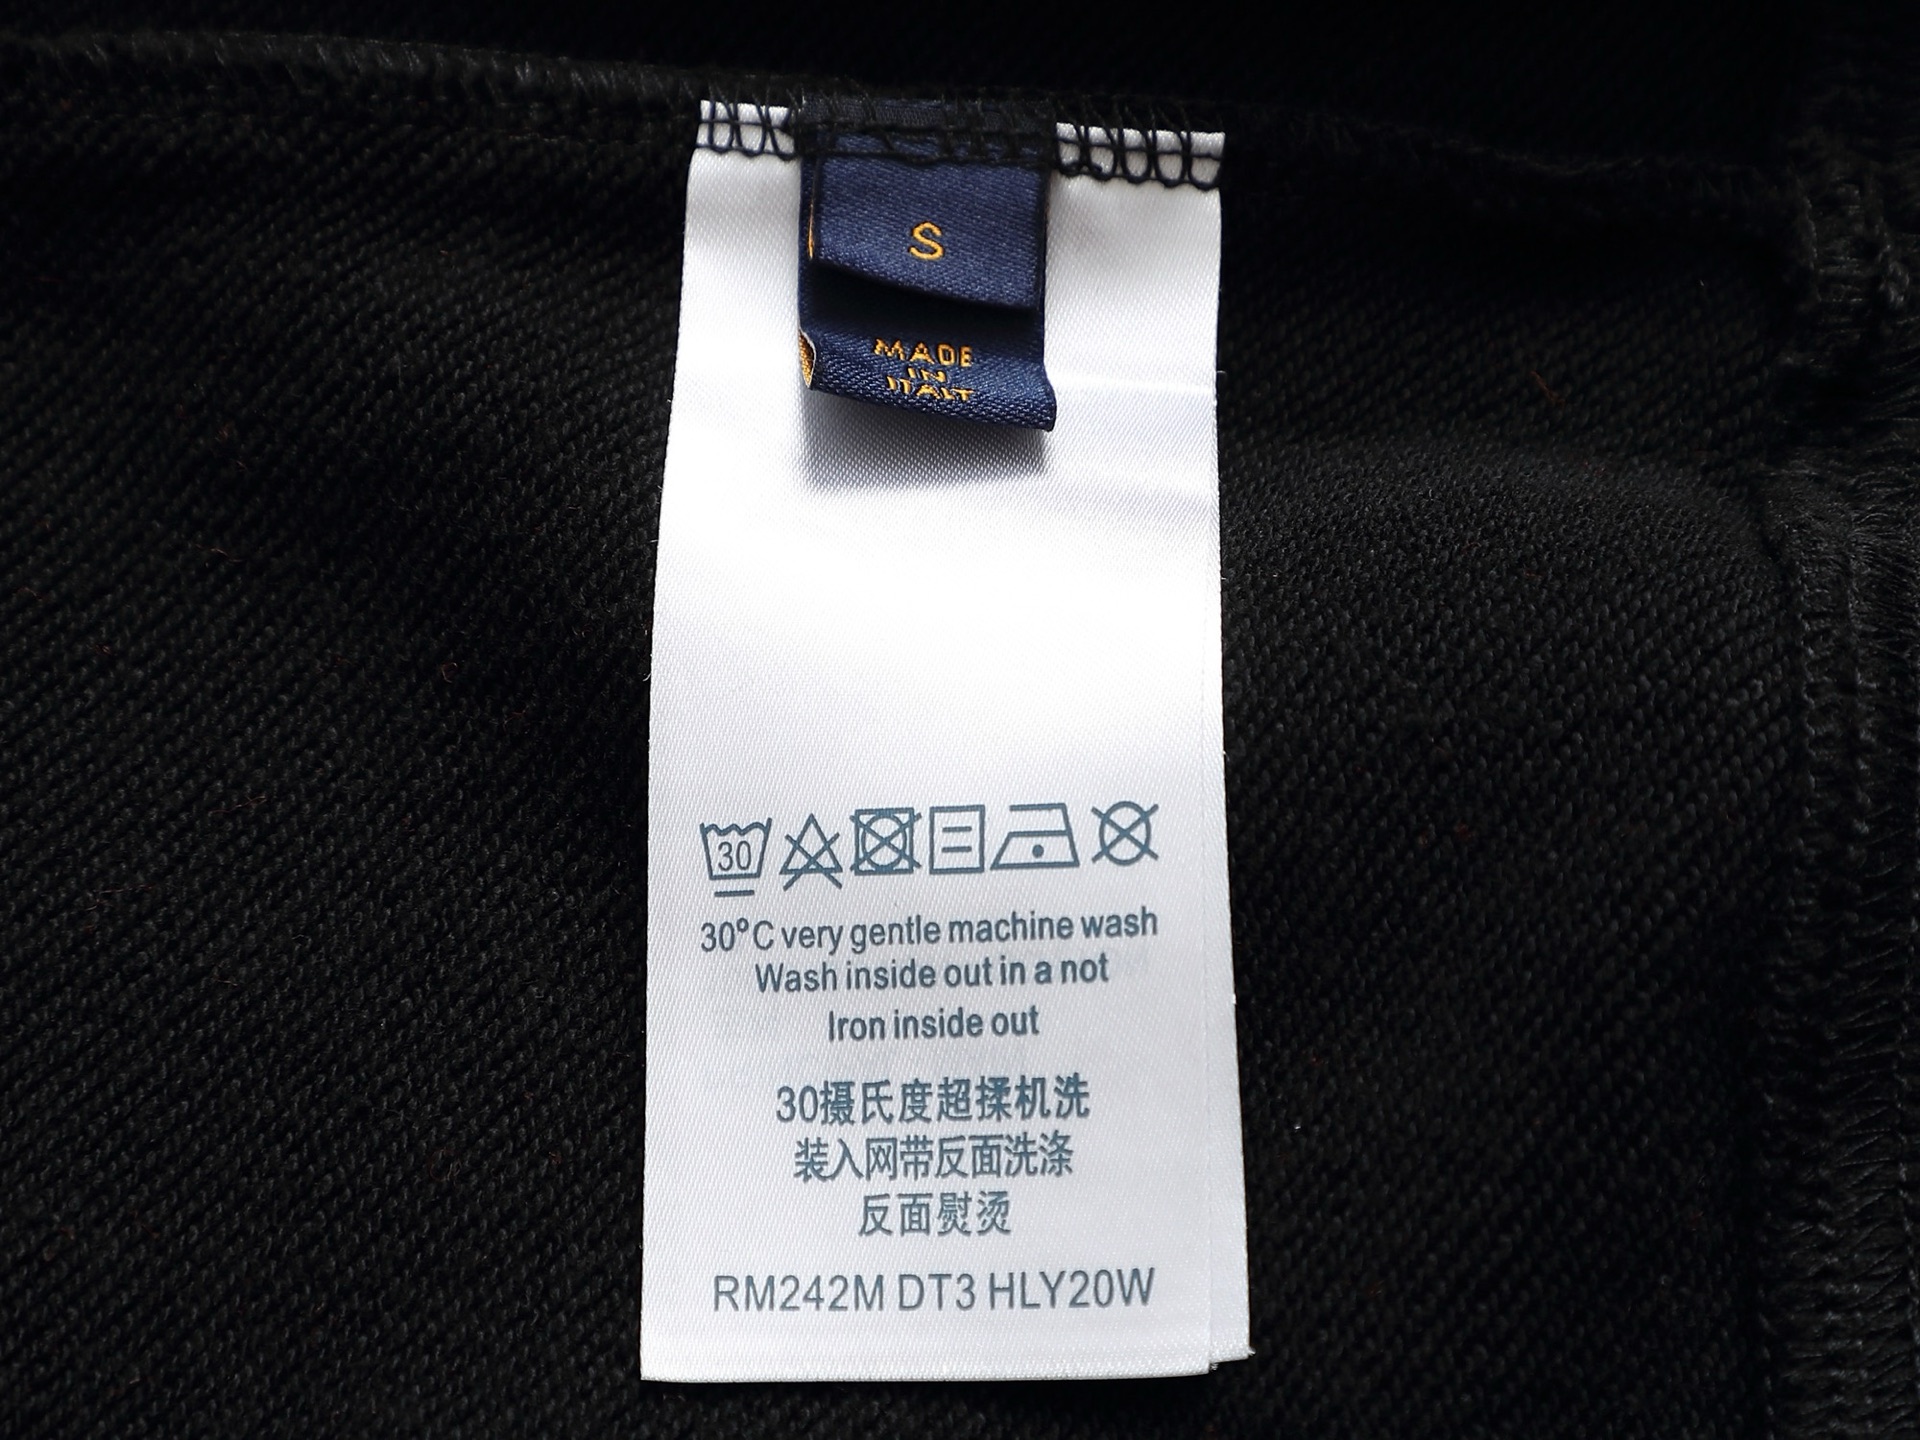 S
MADE
IN
ITALY
30
30°C very gentle machine wash
Wash inside out in a not
Iron inside out
30摄氏度超揉机洗
装入网带反面洗涤
反面熨烫
RM242M DT3 HLY20W